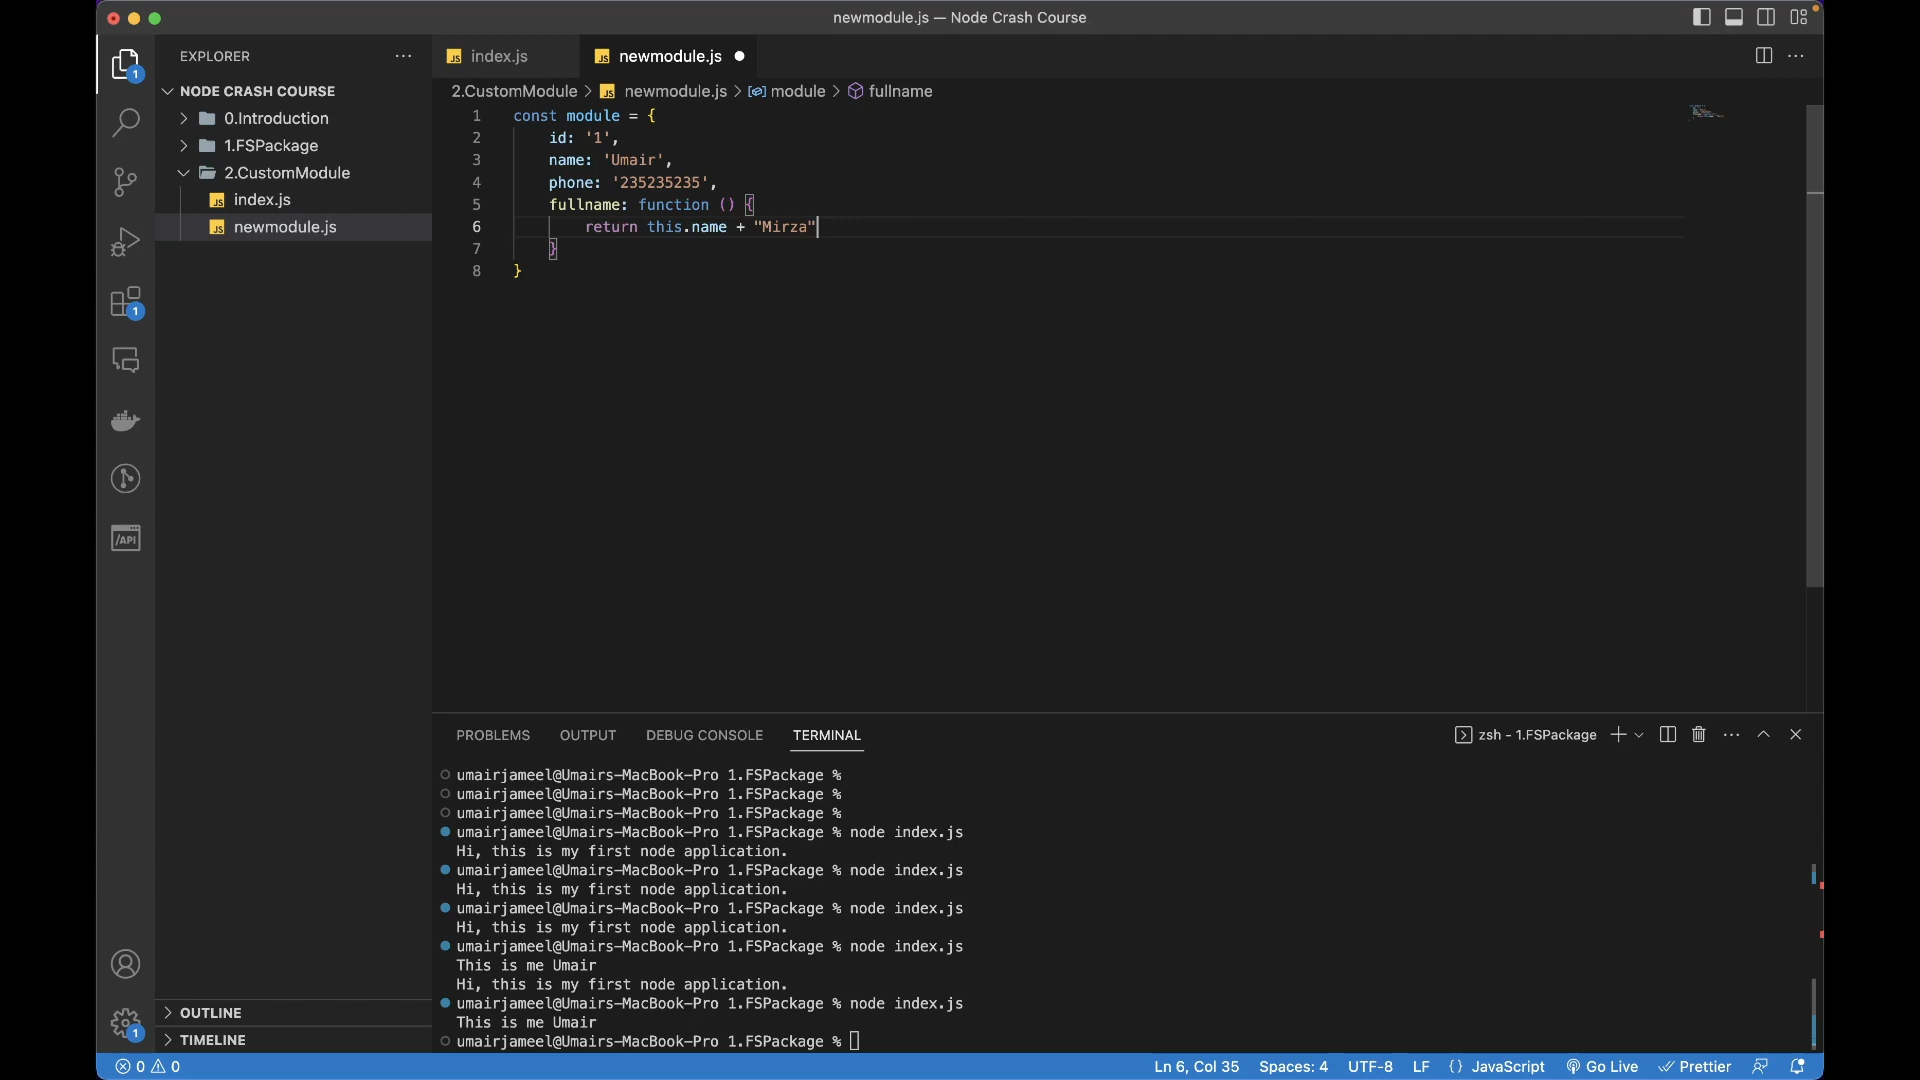 newmodule.js — Node Crash Course
EXPLORER
index.js
newmodule.js
NODE CRASH COURSE
0.Introduction
1.FSPackage
2.CustomModule
index.js
newmodule.js
OUTLINE
TIMELINE
2.CustomModule > newmodule.js > module > fullname
1 const module = {
2 id: '1',
3 name: 'Umair',
4 phone: '235235235',
5 fullname: function () {
6 return this.name + "Mirza"
7 }
8 }
PROBLEMS OUTPUT DEBUG CONSOLE TERMINAL
zsh - 1.FSPackage
umairjameel@Umairs-MacBook-Pro 1.FSPackage %
umairjameel@Umairs-MacBook-Pro 1.FSPackage %
umairjameel@Umairs-MacBook-Pro 1.FSPackage %
umairjameel@Umairs-MacBook-Pro 1.FSPackage % node index.js
Hi, this is my first node application.
umairjameel@Umairs-MacBook-Pro 1.FSPackage % node index.js
Hi, this is my first node application.
umairjameel@Umairs-MacBook-Pro 1.FSPackage % node index.js
Hi, this is my first node application.
umairjameel@Umairs-MacBook-Pro 1.FSPackage % node index.js
This is me Umair
Hi, this is my first node application.
umairjameel@Umairs-MacBook-Pro 1.FSPackage % node index.js
This is me Umair
umairjameel@Umairs-MacBook-Pro 1.FSPackage %
1
1
/API
1
0 0
Ln 6, Col 35 Spaces: 4 UTF-8 LF {} JavaScript Go Live Prettier